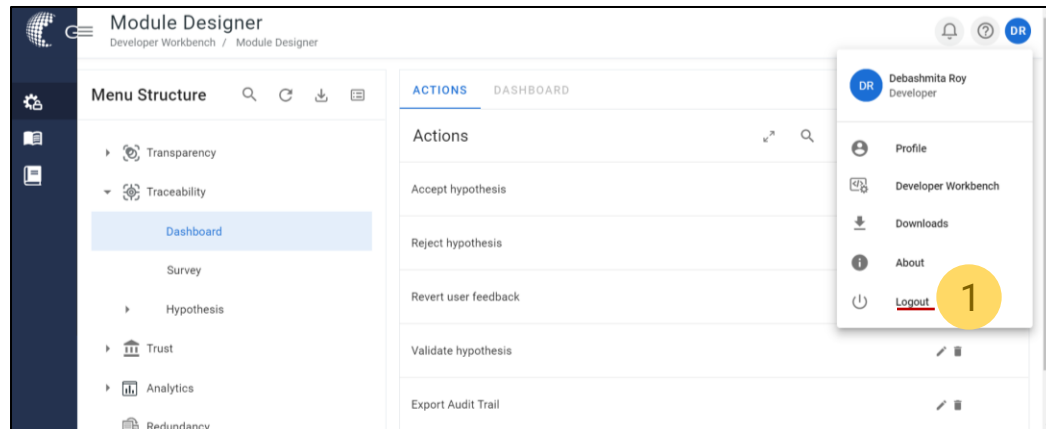 G
Module Designer
Developer Workbench / Module Designer
DR
Menu Structure
ACTIONS DASHBOARD
DR
Debashmita Roy
Developer
Actions
Transparency
Profile
Traceability
Accept hypothesis
Developer Workbench
Dashboard
Downloads
Reject hypothesis
Survey
About
Revert user feedback
Logout
1
Hypothesis
Trust
Validate hypothesis
Analytics
Export Audit Trail
Redundancy